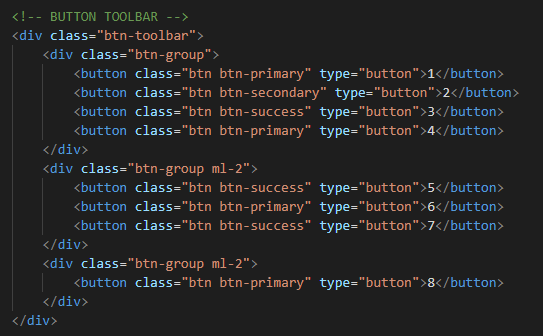 <!-- BUTTON TOOLBAR -->
<div class="btn-toolbar">
    <div class="btn-group">
        <button class="btn btn-primary" type="button">1</button>
        <button class="btn btn-secondary" type="button">2</button>
        <button class="btn btn-success" type="button">3</button>
        <button class="btn btn-primary" type="button">4</button>
    </div>
    <div class="btn-group ml-2">
        <button class="btn btn-success" type="button">5</button>
        <button class="btn btn-primary" type="button">6</button>
        <button class="btn btn-success" type="button">7</button>
    </div>
    <div class="btn-group ml-2">
        <button class="btn btn-primary" type="button">8</button>
    </div>
</div>